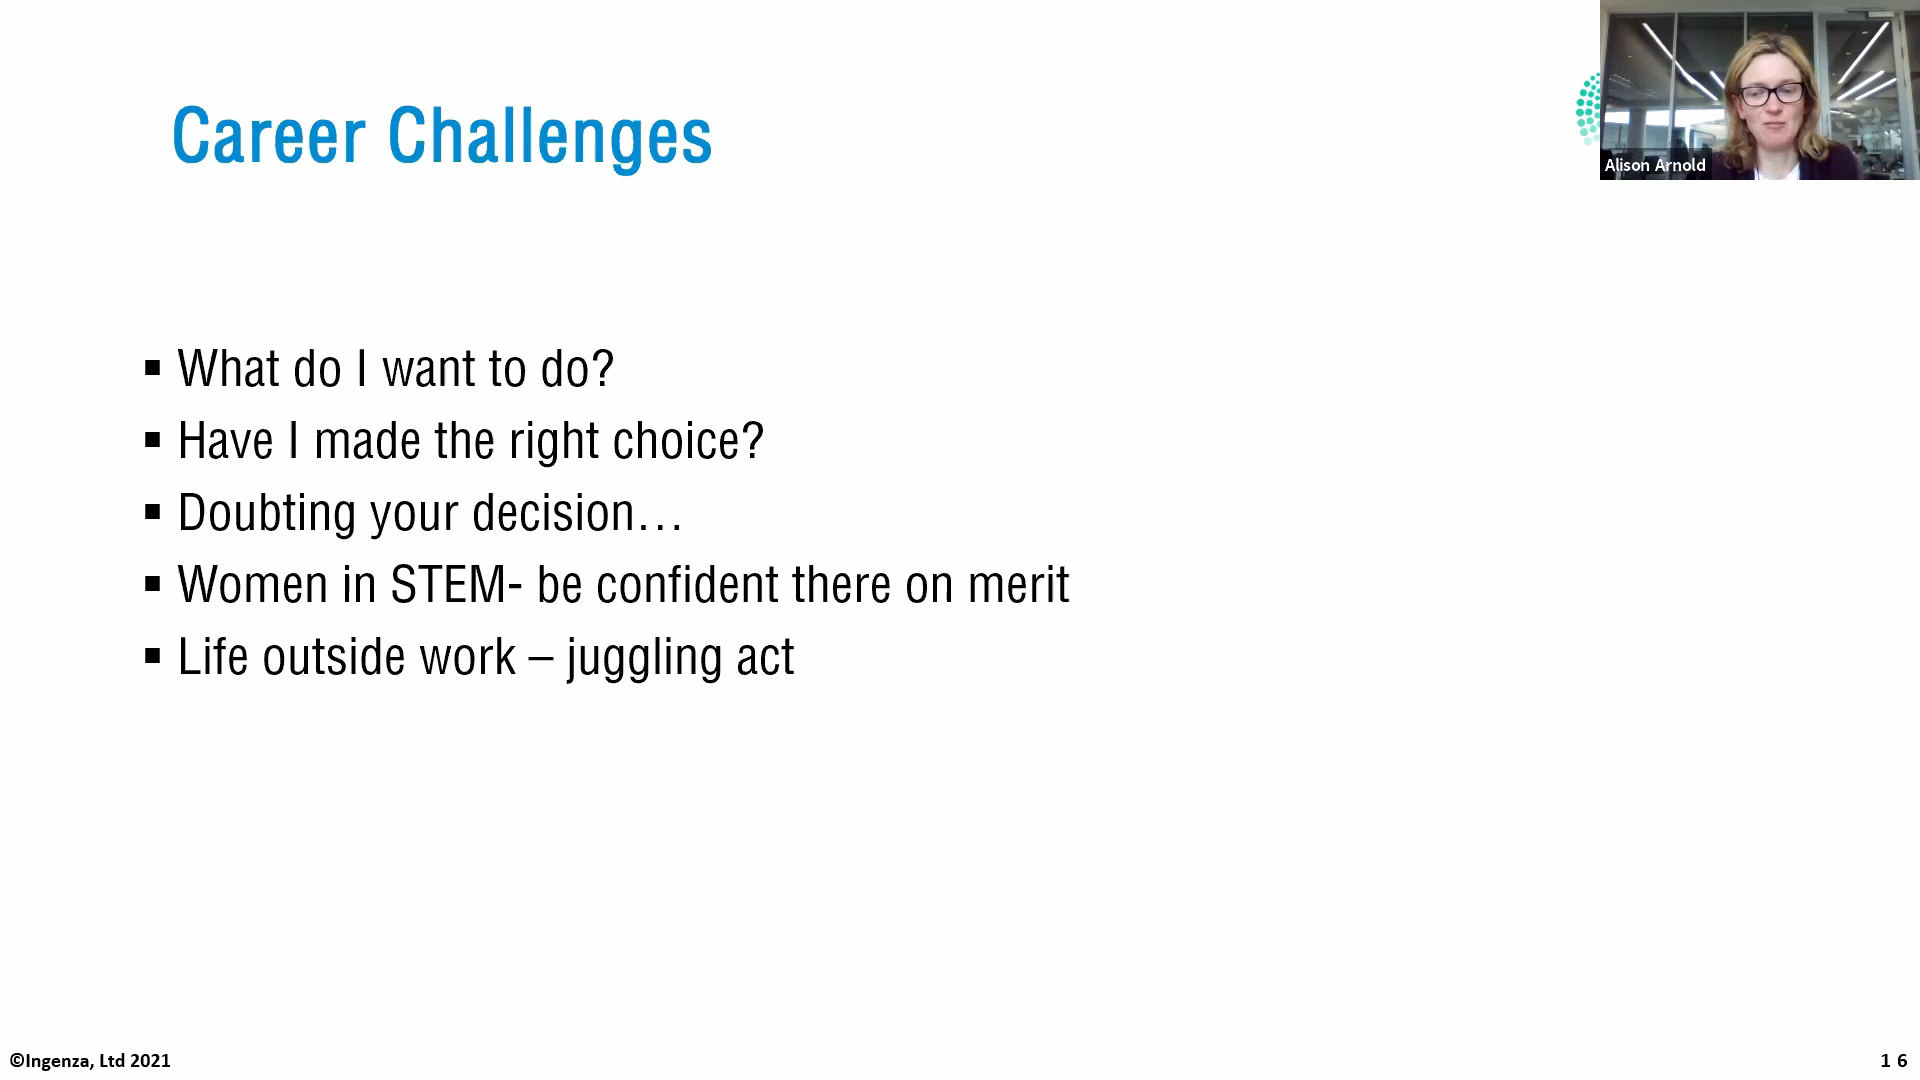 Career Challenges
Alison Arnold
▪ What do I want to do?
▪ Have I made the right choice?
▪ Doubting your decision…
▪ Women in STEM- be confident there on merit
▪ Life outside work – juggling act
©Ingenza, Ltd 2021
1 6